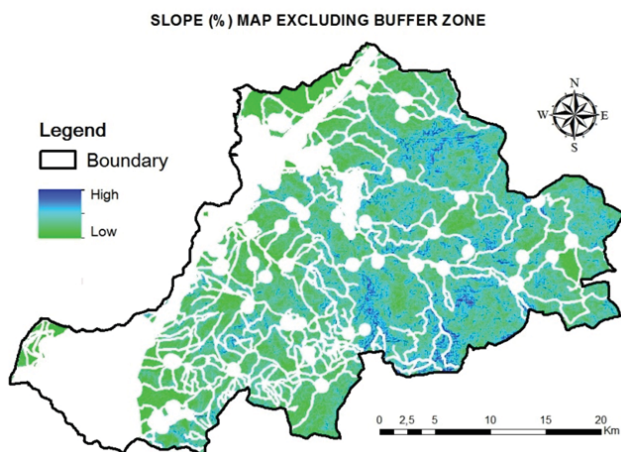 SLOPE (%) MAP EXCLUDING BUFFER ZONE
N
W E
S
Legend
Boundary
High
Low
0 2,5 5 10 15 20
Km